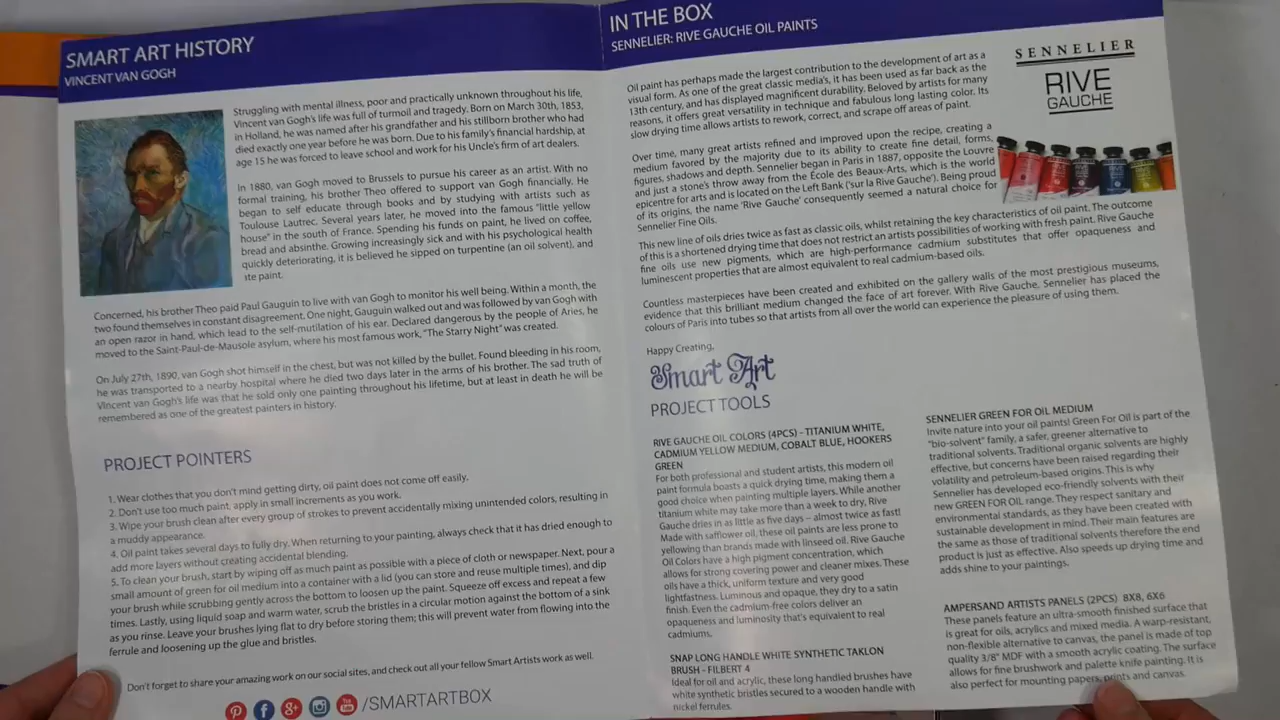 SMART ART HISTORY
VINCENT VAN GOGH
Struggling with mental illness, poor and practically unknown throughout his life,
Vincent van Gogh's life was full of turmoil and tragedy. Born on March 30th, 1853,
in Holland, he was named after his grandfather and his stillborn brother who had
died exactly one year before he was born. Due to his family's financial hardship, at
age 15 he was forced to leave school and work for his Uncle's firm of art dealers.
In 1880, van Gogh moved to Brussels to pursue his career as an artist. With no
formal training, his brother Theo offered to support van Gogh financially. He
began to self educate through books and by studying with artists such as
Toulouse Lautrec. Several years later, he moved into the famous "little yellow
house" in the south of France. Spending his funds on paint, he lived on coffee,
bread and absinthe. Growing increasingly sick and with his psychological health
quickly deteriorating, it is believed he sipped on turpentine (an oil solvent), and
ate paint.
Concerned, his brother Theo paid Paul Gauguin to live with van Gogh to monitor his well being. Within a month, the
two found themselves in constant disagreement. One night, Gauguin walked out and was followed by van Gogh with
an open razor in hand, which lead to the self-mutilation of his ear. Declared dangerous by the people of Arles, he
moved to the Saint-Paul-de-Mausole asylum, where his most famous work, "The Starry Night" was created.
On July 27th, 1890, van Gogh shot himself in the chest, but was not killed by the bullet. Found bleeding in his room,
he was transported to a nearby hospital where he died two days later in the arms of his brother. The sad truth of
Vincent van Gogh's life was that he sold only one painting throughout his lifetime, but at least in death he will be
remembered as one of the greatest painters in history.
PROJECT POINTERS
1. Wear clothes that you don't mind getting dirty, oil paint does not come off easily.
2. Don't use too much paint, apply in small increments as you work.
3. Wipe your brush clean after every group of strokes to prevent accidentally mixing unintended colors, resulting in
a muddy appearance.
4. Oil paint takes several days to fully dry. When returning to your painting, always check that it has dried enough to
add more layers without creating accidental blending.
5. To clean your brush, start by wiping off as much paint as possible with a piece of cloth or newspaper. Next, pour a
small amount of green for oil medium into a container with a lid (you can store and reuse multiple times), and dip
your brush while scrubbing gently across the bottom to loosen up the paint. Squeeze off excess and repeat a few
times. Lastly, using liquid soap and warm water, scrub the bristles in a circular motion against the bottom of a sink
as you rinse. Leave your brushes lying flat to dry before storing them; this will prevent water from flowing into the
ferrule and loosening up the glue and bristles.
Don't forget to share your amazing work on our social sites, and check out all your fellow Smart Artists work as well.
/SMARTARTBOX
IN THE BOX
SENNELIER: RIVE GAUCHE OIL PAINTS
Oil paint has perhaps made the largest contribution to the development of art as a
visual form. As one of the great classic media's, it has been used as far back as the
13th century, and has displayed magnificent durability. Beloved by artists for many
reasons, it offers great versatility in technique and fabulous long lasting color. Its
slow drying time allows artists to rework, correct, and scrape off areas of paint.
SENNELIER
RIVE
GAUCHE
Over time, many great artists refined and improved upon the recipe, creating a
medium favored by the majority due to its ability to create fine detail, forms,
figures, shadows and depth. Sennelier began in Paris in 1887, opposite the Louvre
and just a stone's throw away from the École des Beaux-Arts, which is the world
epicentre for arts and is located on the Left Bank ('sur la Rive Gauche'). Being proud
of its origins, the name 'Rive Gauche' consequently seemed a natural choice for
Sennelier Fine Oils.
This new line of oils dries twice as fast as classic oils, whilst retaining the key characteristics of oil paint. The outcome
of this is a shortened drying time that does not restrict an artists possibilities of working with fresh paint. Rive Gauche
fine oils use new pigments, which are high-performance cadmium substitutes that offer opaqueness and
luminescent properties that are almost equivalent to real cadmium-based oils.
Countless masterpieces have been created and exhibited on the gallery walls of the most prestigious museums,
evidence that this brilliant medium changed the face of art forever. With Rive Gauche, Sennelier has placed the
colours of Paris into tubes so that artists from all over the world can experience the pleasure of using them.
Happy Creating,
Smart Art
PROJECT TOOLS
RIVE GAUCHE OIL COLORS (4PCS) - TITANIUM WHITE,
CADMIUM YELLOW MEDIUM, COBALT BLUE, HOOKERS
GREEN
For both professional and student artists, this modern oil
paint formula boasts a quick drying time, making them a
good choice when painting multiple layers. While another
titanium white may take more than a week to dry, Rive
Gauche dries in as little as five days – almost twice as fast!
Made with safflower oil, these oil paints are less prone to
yellowing than brands made with linseed oil. Rive Gauche
Oil Colors have a high pigment concentration, which
allows for strong covering power and cleaner mixes. These
oils have a thick, uniform texture and very good
lightfastness. Luminous and opaque, they dry to a satin
finish. Even the cadmium-free colors deliver an
opaqueness and luminosity that's equivalent to real
cadmiums.
SNAP LONG HANDLE WHITE SYNTHETIC TAKLON
BRUSH - FILBERT 4
Ideal for oil and acrylic, these long handled brushes have
white synthetic bristles secured to a wooden handle with
nickel ferrules.
SENNELIER GREEN FOR OIL MEDIUM
Invite nature into your oil paints! Green For Oil is part of the
"bio-solvent" family, a safer, greener alternative to
traditional solvents. Traditional organic solvents are highly
effective, but concerns have been raised regarding their
volatility and petroleum-based origins. This is why
Sennelier has developed eco-friendly solvents with their
new GREEN FOR OIL range. They respect sanitary and
environmental standards, as they have been created with
sustainable development in mind. Their main features are
the same as those of traditional solvents therefore the end
product is just as effective. Also speeds up drying time and
adds shine to your paintings.
AMPERSAND ARTISTS PANELS (2PCS) 8X8, 6X6
These panels feature an ultra-smooth finished surface that
is great for oils, acrylics and mixed media. A warp-resistant,
non-flexible alternative to canvas, the panel is made of top
quality 3/8" MDF with a smooth acrylic coating. The surface
allows for fine brushwork and palette knife painting. It is
also perfect for mounting papers, prints and canvas.